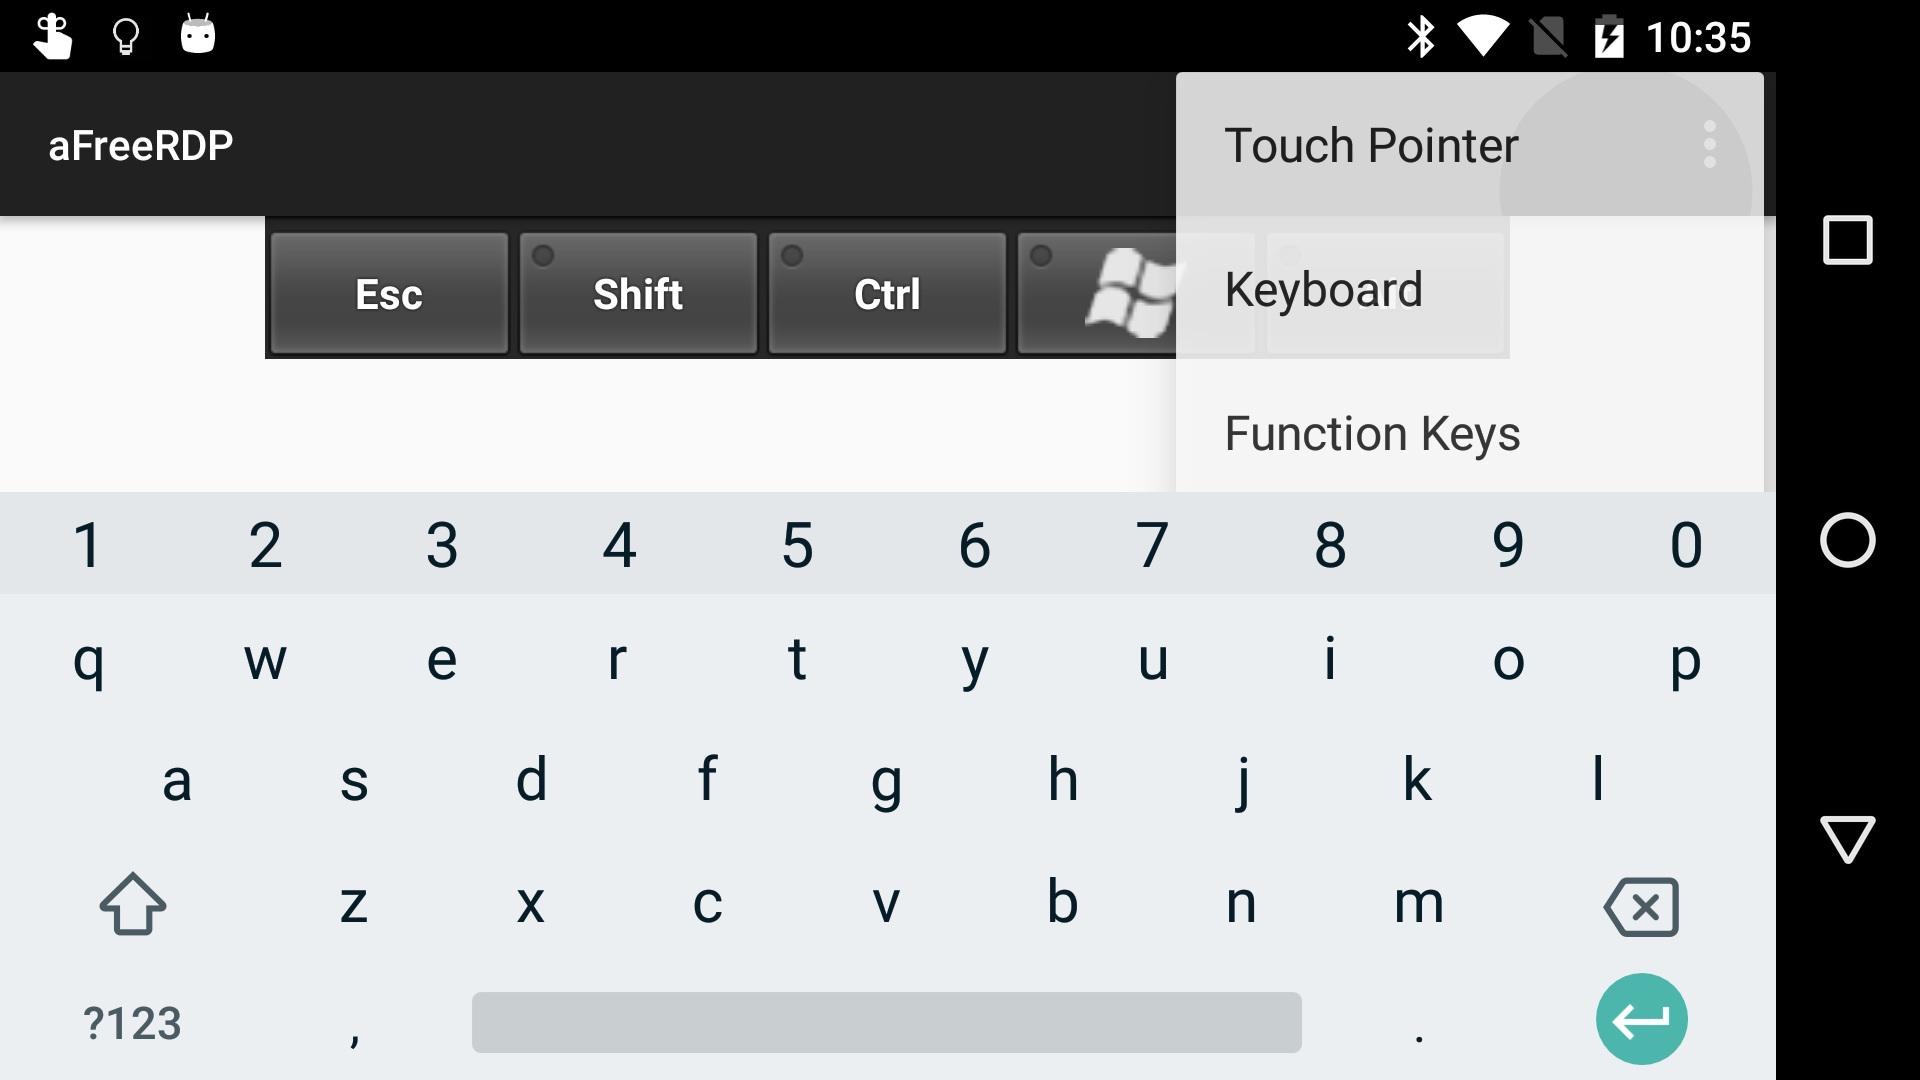 10:35
aFreeRDP
Touch Pointer
Esc Shift Ctrl Keyboard
Function Keys
1 2 3 4 5 6 7 8 9 0
q w e r t y u i o p
a s d f g h j k l
z x c v b n m
?123 , .